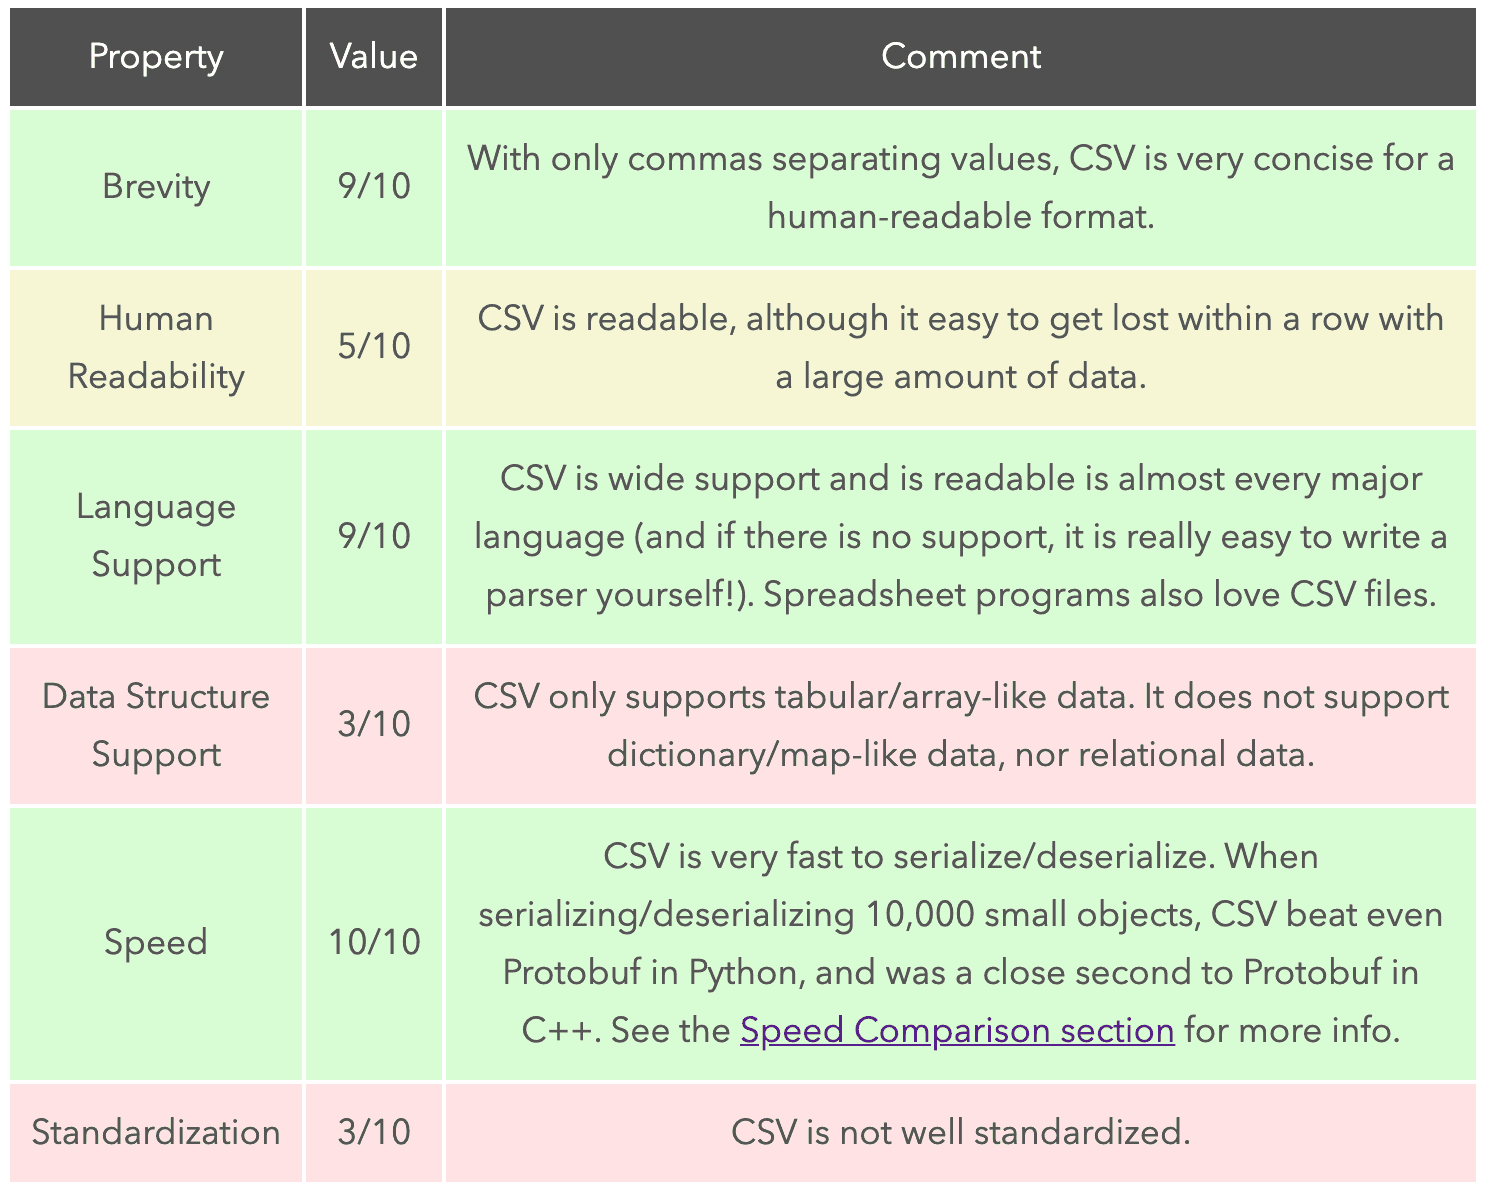 Property Value Comment
Brevity 9/10 With only commas separating values, CSV is very concise for a
human-readable format.
Human
Readability 5/10 CSV is readable, although it easy to get lost within a row with
a large amount of data.
Language
Support 9/10 CSV is wide support and is readable is almost every major
language (and if there is no support, it is really easy to write a
parser yourself!). Spreadsheet programs also love CSV files.
Data Structure
Support 3/10 CSV only supports tabular/array-like data. It does not support
dictionary/map-like data, nor relational data.
Speed 10/10 CSV is very fast to serialize/deserialize. When
serializing/deserializing 10,000 small objects, CSV beat even
Protobuf in Python, and was a close second to Protobuf in
C++. See the Speed Comparison section for more info.
Standardization 3/10 CSV is not well standardized.